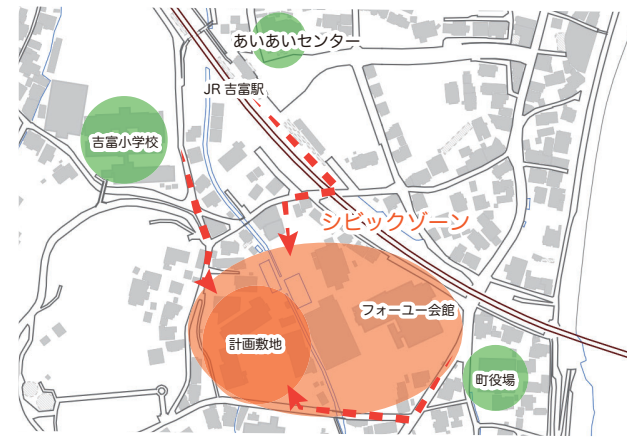 あいあいセンター
JR 吉富駅
吉富小学校
シビックゾーン
フォーユー会館
計画敷地
町役場